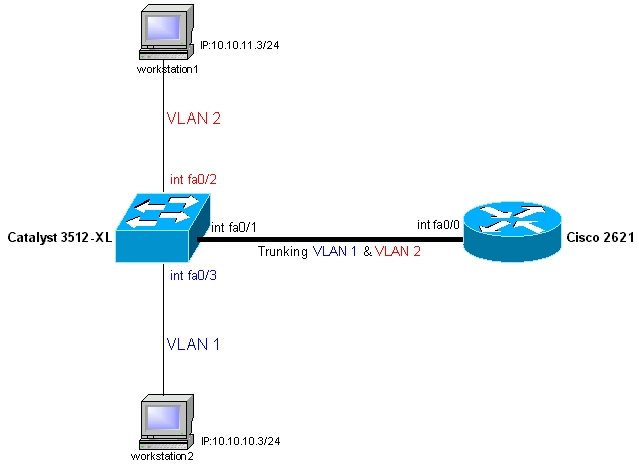 IP:10.10.11.3/24
workstation1
VLAN 2
int fa0/2
int fa0/1
int fa0/0
Catalyst 3512-XL
Cisco 2621
Trunking VLAN 1 & VLAN 2
int fa0/3
VLAN 1
IP:10.10.10.3/24
workstation2